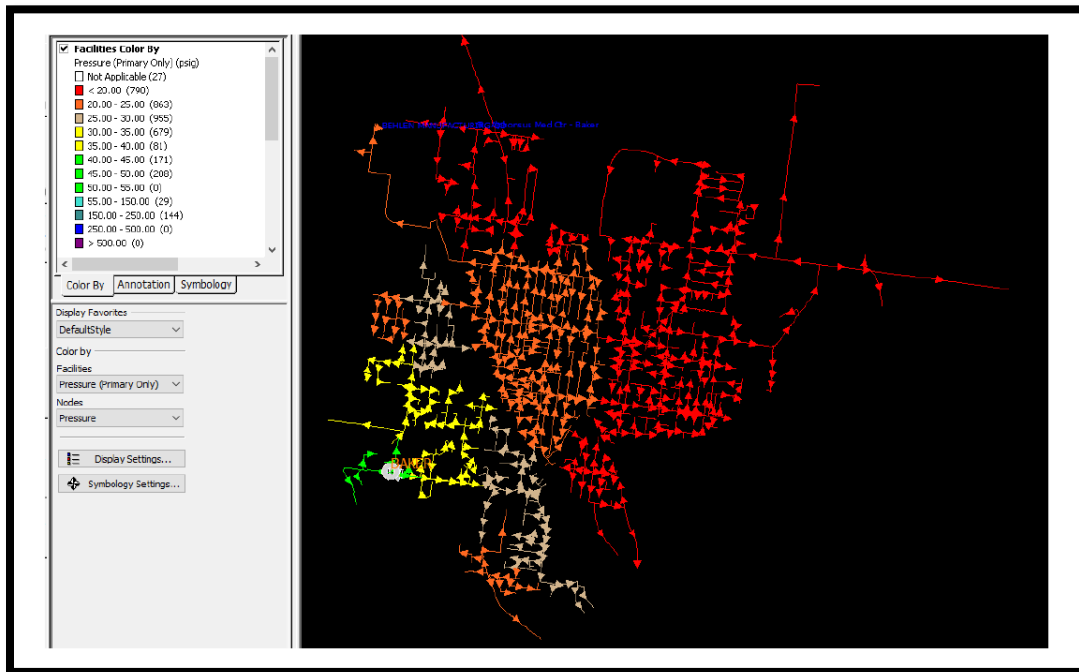 Facilities Color By
Pressure (Primary Only) (psig)
Not Applicable (27)
< 20.00 (790)
20.00 - 25.00 (863)
25.00 - 30.00 (955)
30.00 - 35.00 (679)
35.00 - 40.00 (81)
40.00 - 45.00 (171)
45.00 - 50.00 (208)
50.00 - 55.00 (0)
55.00 - 150.00 (29)
150.00 - 250.00 (144)
250.00 - 500.00 (0)
> 500.00 (0)
Color By Annotation Symbology
Display Favorites
DefaultStyle
Color by
Facilities
Pressure (Primary Only)
Nodes
Pressure
Display Settings...
Symbology Settings...
BAKER